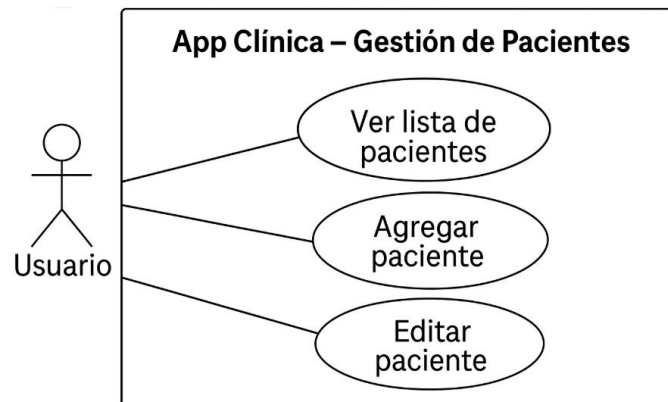 App Clínica – Gestión de Pacientes
Ver lista de
pacientes
Agregar
paciente
Usuario
Editar
paciente